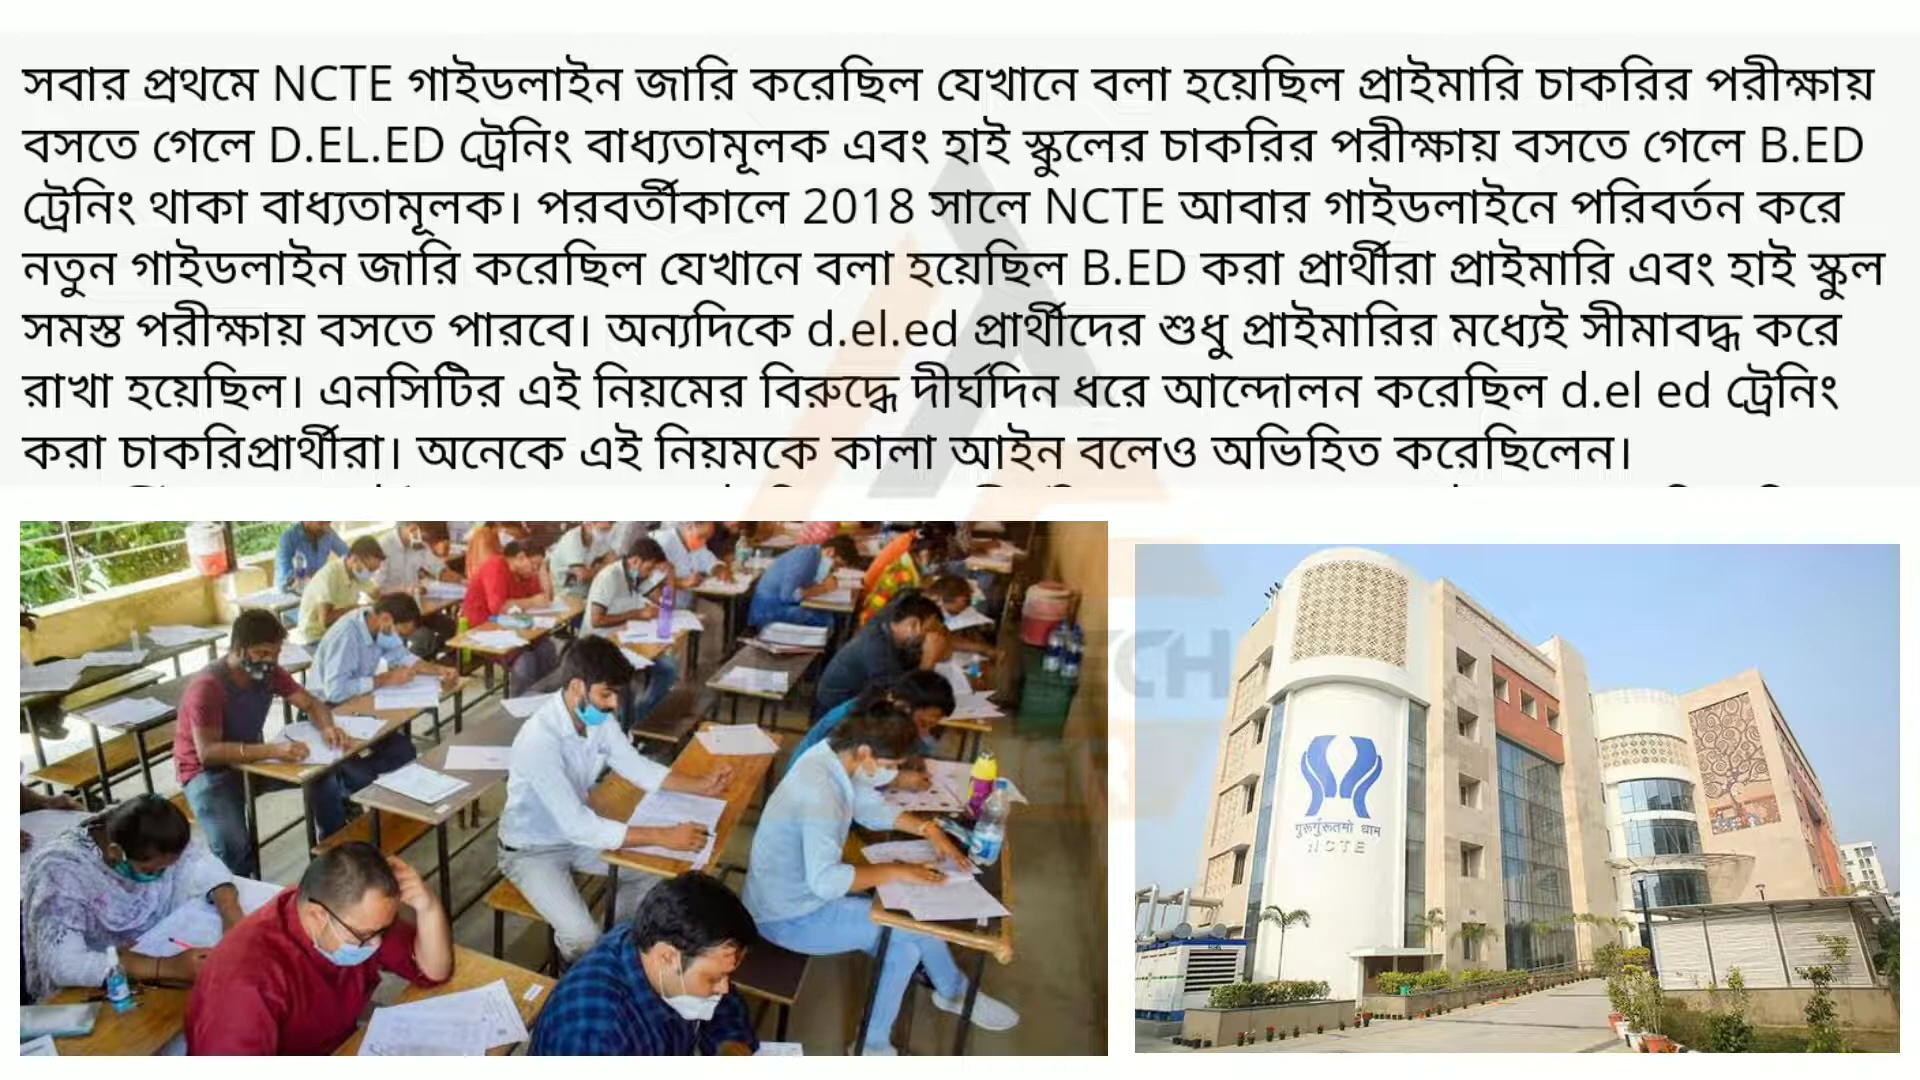 সবার প্রথমে NCTE গাইডলাইন জারি করেছিল যেখানে বলা হয়েছিল প্রাইমারি চাকরির পরীক্ষায়
বসতে গেলে D.EL.ED ট্রেনিং বাধ্যতামূলক এবং হাই স্কুলের চাকরির পরীক্ষায় বসতে গেলে B.ED
ট্রেনিং থাকা বাধ্যতামূলক। পরবর্তীকালে 2018 সালে NCTE আবার গাইডলাইনে পরিবর্তন করে
নতুন গাইডলাইন জারি করেছিল যেখানে বলা হয়েছিল B.ED করা প্রার্থীরা প্রাইমারি এবং হাই স্কুল
সমস্ত পরীক্ষায় বসতে পারবে। অন্যদিকে d.el.ed প্রার্থীদের শুধু প্রাইমারির মধ্যেই সীমাবদ্ধ করে
রাখা হয়েছিল। এনসিটির এই নিয়মের বিরুদ্ধে দীর্ঘদিন ধরে আন্দোলন করেছিল d.el ed ট্রেনিং
করা চাকরিপ্রার্থীরা। অনেকে এই নিয়মকে কালা আইন বলেও অভিহিত করেছিলেন।
गुरूर्गुरूतमो धाम
NCTE